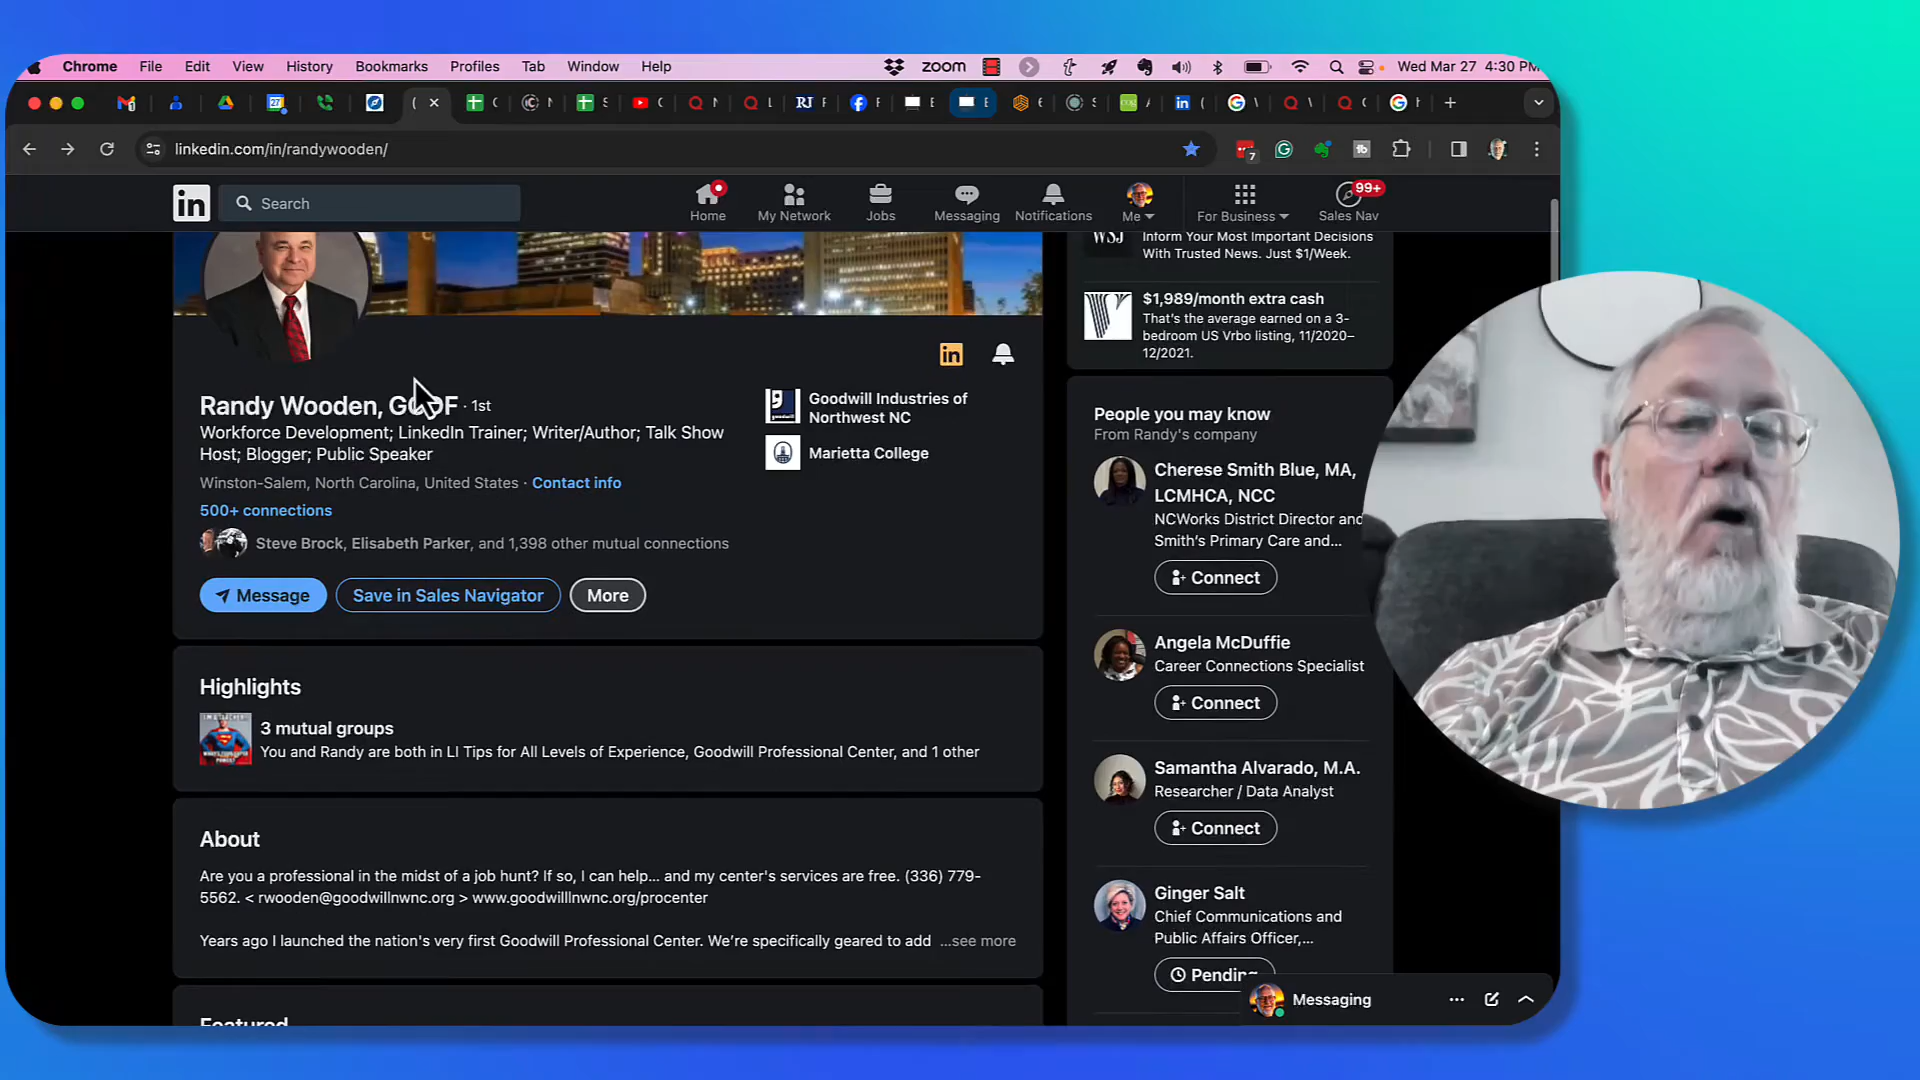 Chrome File Edit View History Bookmarks Profiles Tab Window Help
zoom
Wed Mar 27 4:30 PM
linkedin.com/in/randywooden/
7
in
Search
Home
My Network
Jobs
Messaging
Notifications
Me
For Business
99+
Sales Nav
Randy Wooden, · 1st
Workforce Development; LinkedIn Trainer; Writer/Author; Talk Show
Host; Blogger; Public Speaker
Winston-Salem, North Carolina, United States · Contact info
500+ connections
Steve Brock, Elisabeth Parker, and 1,398 other mutual connections
Message
Save in Sales Navigator
More
in
Goodwill Industries of
Northwest NC
Marietta College
Highlights
3 mutual groups
You and Randy are both in LI Tips for All Levels of Experience, Goodwill Professional Center, and 1 other
About
Are you a professional in the midst of a job hunt? If so, I can help... and my center's services are free. (336) 779-
5562. < rwooden@goodwillnwnc.org > www.goodwilllnwnc.org/procenter
Years ago I launched the nation's very first Goodwill Professional Center. We're specifically geared to add ...see more
Featured
WSJ
Inform Your Most Important Decisions
With Trusted News. Just $1/Week.
$1,989/month extra cash
That's the average earned on a 3-
bedroom US Vrbo listing, 11/2020–
12/2021.
People you may know
From Randy's company
Cherese Smith Blue, MA,
LCMHCA, NCC
NCWorks District Director and
Smith's Primary Care and...
Connect
Angela McDuffie
Career Connections Specialist
Connect
Samantha Alvarado, M.A.
Researcher / Data Analyst
Connect
Ginger Salt
Chief Communications and
Public Affairs Officer,...
Pending
Messaging